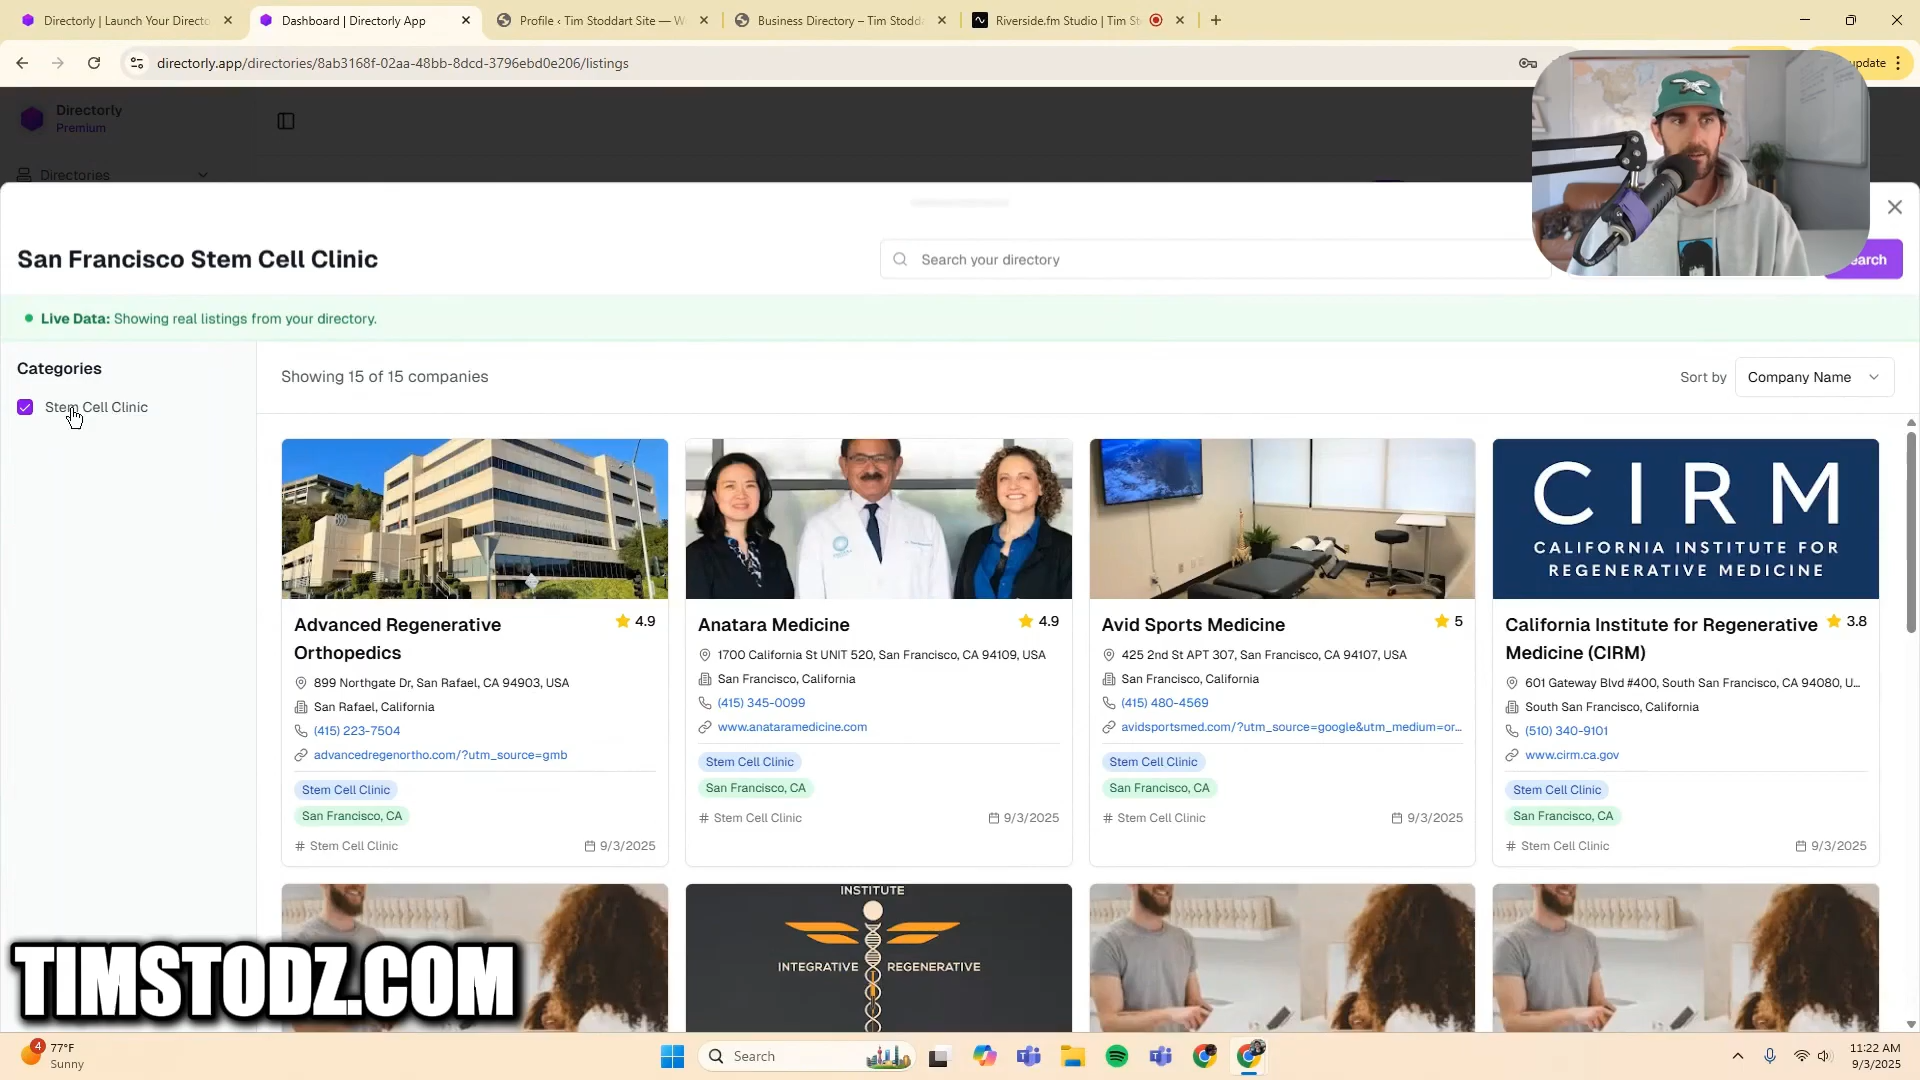 Directorly | Launch Your Directo
Dashboard | Directorly App
Profile ‹ Tim Stoddart Site — W
Business Directory – Tim Stodda
Riverside.fm Studio | Tim St
directorly.app/directories/8ab3168f-02aa-48bb-8dcd-3796ebd0e206/listings
update
Directorly
Premium
Directories
San Francisco Stem Cell Clinic
Search your directory
earch
Live Data: Showing real listings from your directory.
Categories
Stem Cell Clinic
Showing 15 of 15 companies
Sort by
Company Name
CIRM
CALIFORNIA INSTITUTE FOR
REGENERATIVE MEDICINE
Advanced Regenerative
Orthopedics
4.9
899 Northgate Dr, San Rafael, CA 94903, USA
San Rafael, California
(415) 223-7504
advancedregenortho.com/?utm_source=gmb
Stem Cell Clinic
San Francisco, CA
# Stem Cell Clinic
9/3/2025
Anatara Medicine
4.9
1700 California St UNIT 520, San Francisco, CA 94109, USA
San Francisco, California
(415) 345-0099
www.anataramedicine.com
Stem Cell Clinic
San Francisco, CA
# Stem Cell Clinic
9/3/2025
Avid Sports Medicine
5
425 2nd St APT 307, San Francisco, CA 94107, USA
San Francisco, California
(415) 480-4569
avidsportsmed.com/?utm_source=google&utm_medium=or...
Stem Cell Clinic
San Francisco, CA
# Stem Cell Clinic
9/3/2025
California Institute for Regenerative
Medicine (CIRM)
3.8
601 Gateway Blvd #400, South San Francisco, CA 94080, U...
South San Francisco, California
(510) 340-9101
www.cirm.ca.gov
Stem Cell Clinic
San Francisco, CA
# Stem Cell Clinic
9/3/2025
INSTITUTE
INTEGRATIVE REGENERATIVE
TIMSTODZ.COM
4
77°F
Sunny
Search
11:22 AM
9/3/2025